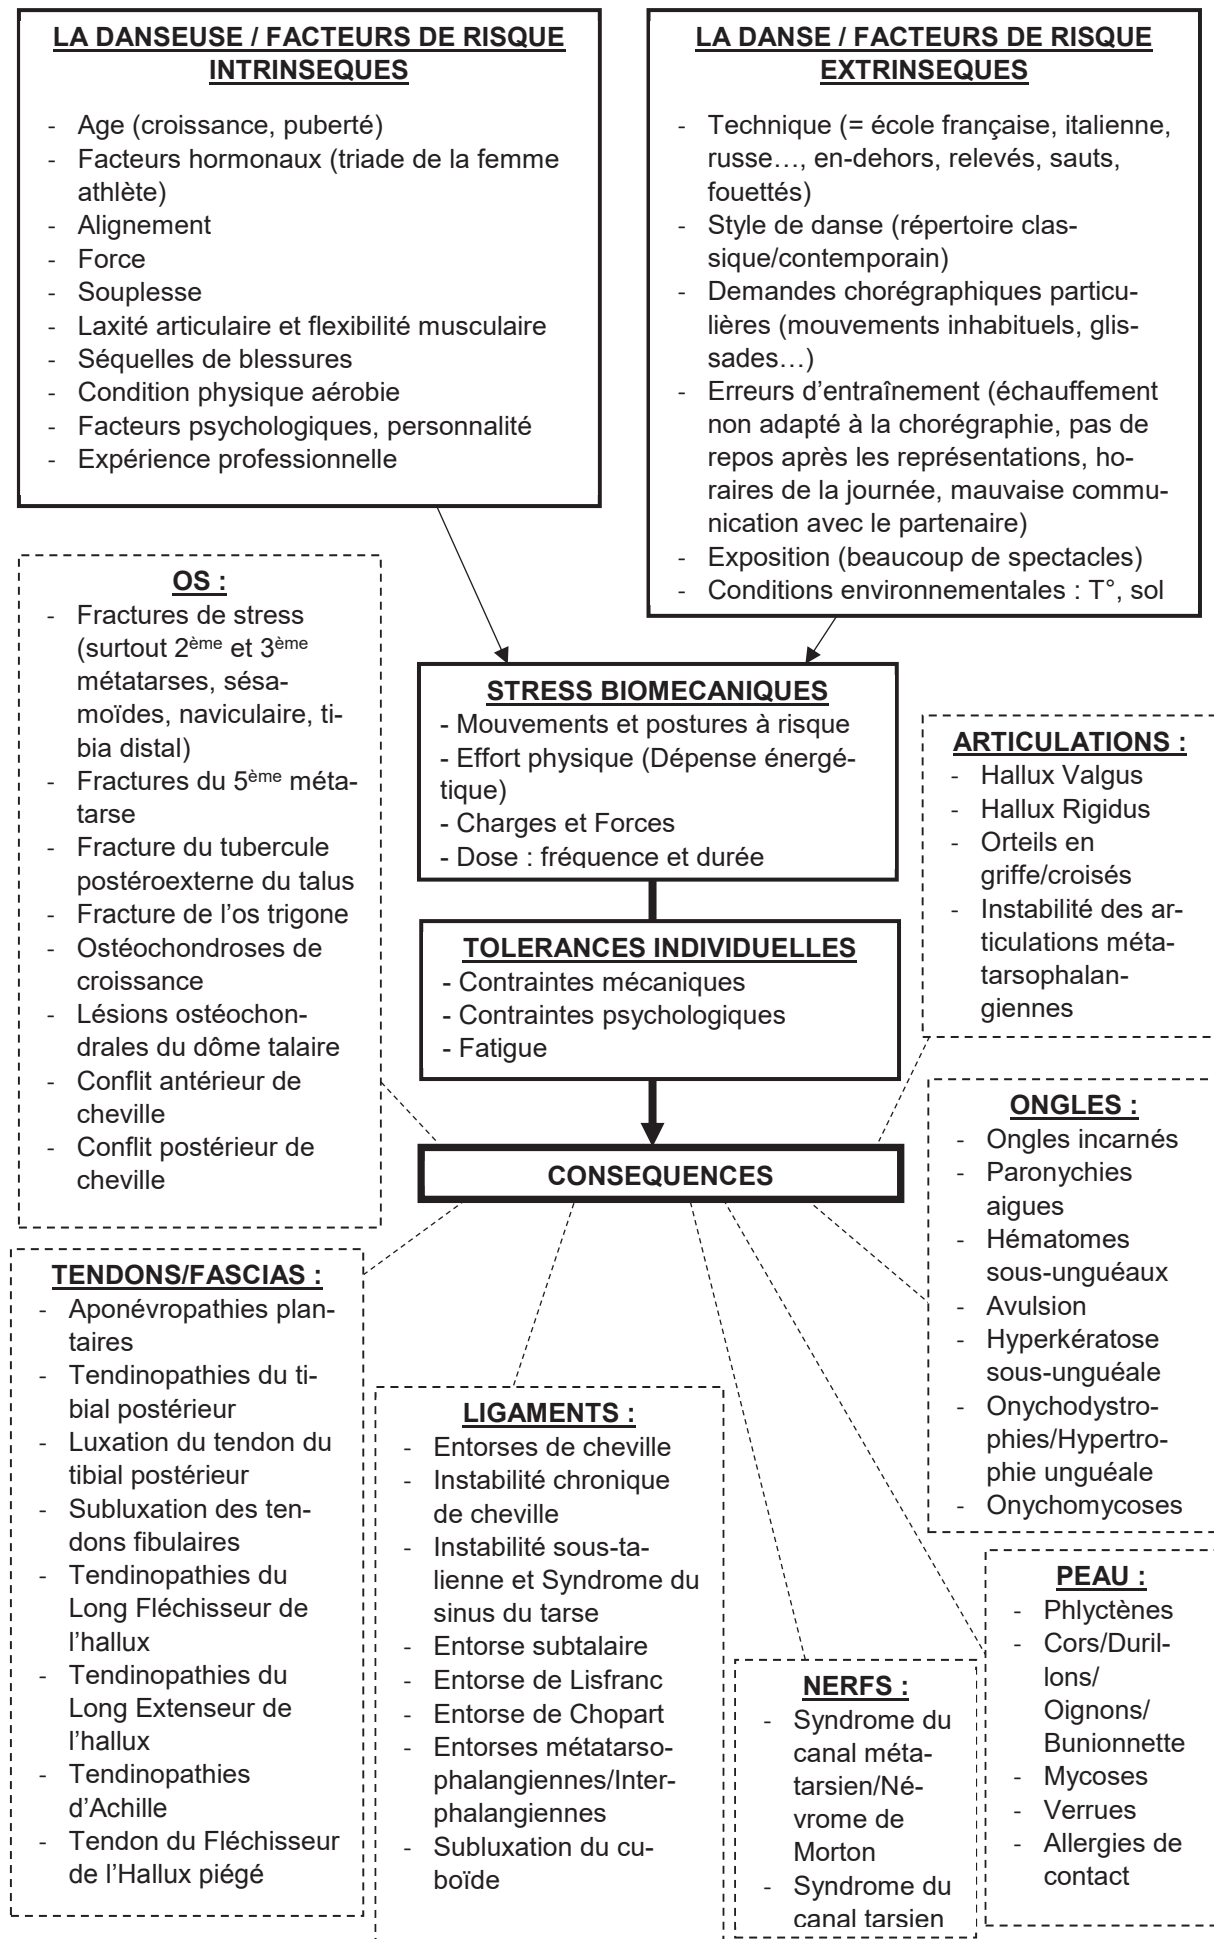 LA DANSEUSE / FACTEURS DE RISQUE
INTRINSEQUES
- Age (croissance, puberté)
- Facteurs hormonaux (triade de la femme
athlète)
- Alignement
- Force
- Souplesse
- Laxité articulaire et flexibilité musculaire
- Séquelles de blessures
- Condition physique aérobie
- Facteurs psychologiques, personnalité
- Expérience professionnelle
LA DANSE / FACTEURS DE RISQUE
EXTRINSEQUES
- Technique (= école française, italienne,
russe…, en-dehors, relevés, sauts,
fouettés)
- Style de danse (répertoire clas-
sique/contemporain)
- Demandes chorégraphiques particu-
lières (mouvements inhabituels, glis-
sades…)
- Erreurs d’entraînement (échauffement
non adapté à la chorégraphie, pas de
repos après les représentations, ho-
raires de la journée, mauvaise commu-
nication avec le partenaire)
- Exposition (beaucoup de spectacles)
- Conditions environnementales : T°, sol
OS :
- Fractures de stress
(surtout 2ème et 3ème
métatarses, sésa-
moïdes, naviculaire, ti-
bia distal)
- Fractures du 5ème méta-
tarse
- Fracture du tubercule
postéroexterne du talus
- Fracture de l’os trigone
- Ostéochondroses de
croissance
- Lésions ostéochon-
drales du dôme talaire
- Conflit antérieur de
cheville
- Conflit postérieur de
cheville
STRESS BIOMECANIQUES
- Mouvements et postures à risque
- Effort physique (Dépense énergé-
tique)
- Charges et Forces
- Dose : fréquence et durée
TOLERANCES INDIVIDUELLES
- Contraintes mécaniques
- Contraintes psychologiques
- Fatigue
CONSEQUENCES
ARTICULATIONS :
- Hallux Valgus
- Hallux Rigidus
- Orteils en
griffe/croisés
- Instabilité des ar-
ticulations méta-
tarsophalan-
giennes
ONGLES :
- Ongles incarnés
- Paronychies
aigues
- Hématomes
sous-unguéaux
- Avulsion
- Hyperkératose
sous-unguéale
- Onychodystro-
phies/Hypertro-
phie unguéale
- Onychomycoses
TENDONS/FASCIAS :
- Aponévropathies plan-
taires
- Tendinopathies du ti-
bial postérieur
- Luxation du tendon du
tibial postérieur
- Subluxation des ten-
dons fibulaires
- Tendinopathies du
Long Fléchisseur de
l’hallux
- Tendinopathies du
Long Extenseur de
l’hallux
- Tendinopathies
d’Achille
- Tendon du Fléchisseur
de l’Hallux piégé
LIGAMENTS :
- Entorses de cheville
- Instabilité chronique
de cheville
- Instabilité sous-ta-
lienne et Syndrome du
sinus du tarse
- Entorse subtalaire
- Entorse de Lisfranc
- Entorse de Chopart
- Entorses métatarso-
phalangiennes/Inter-
phalangiennes
- Subluxation du cu-
boïde
NERFS :
- Syndrome du
canal méta-
tarsien/Né-
vrome de
Morton
- Syndrome du
canal tarsien
PEAU :
- Phlyctènes
- Cors/Duril-
lons/
Oignons/
Bunionnette
- Mycoses
- Verrues
- Allergies de
contact